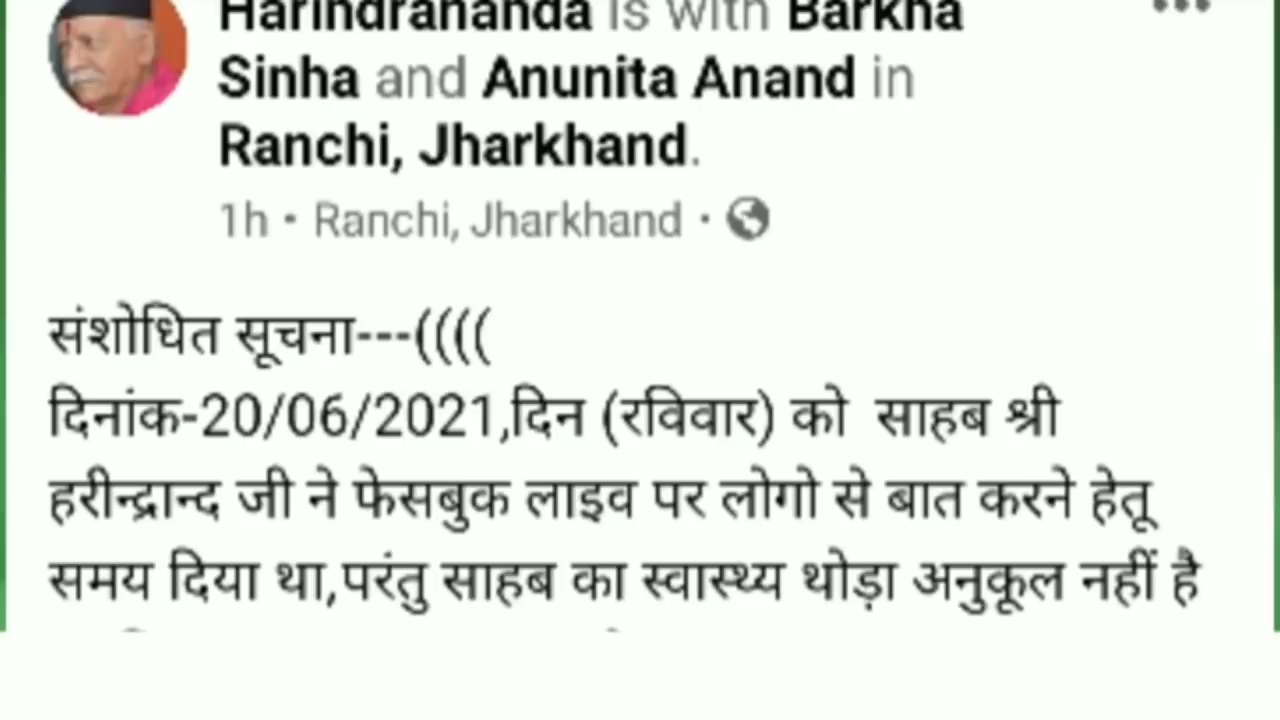 Harindrananda is with Barkha
Sinha and Anunita Anand in
Ranchi, Jharkhand.
1h • Ranchi, Jharkhand •
संशोधित सूचना---((((
दिनांक-20/06/2021,दिन (रविवार) को साहब श्री
हरीन्द्रान्द जी ने फेसबुक लाइव पर लोगो से बात करने हेतू
समय दिया था,परंतु साहब का स्वास्थ्य थोड़ा अनुकूल नहीं है